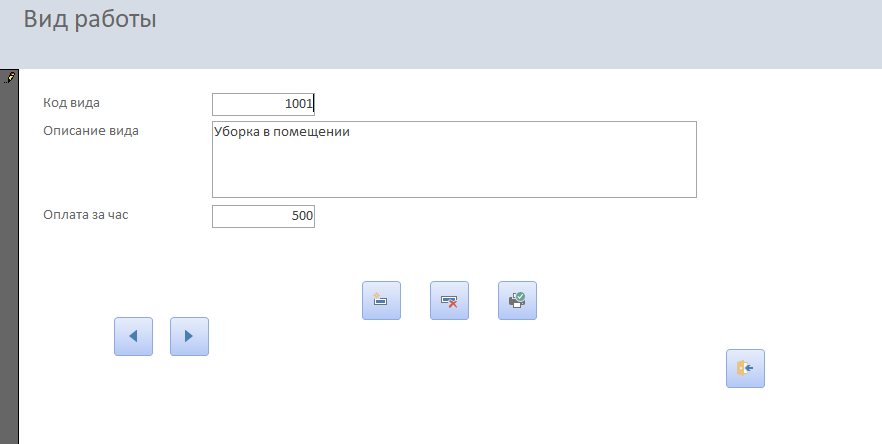 Вид работы
Код вида 1001
Описание вида Уборка в помещении
Оплата за час 500